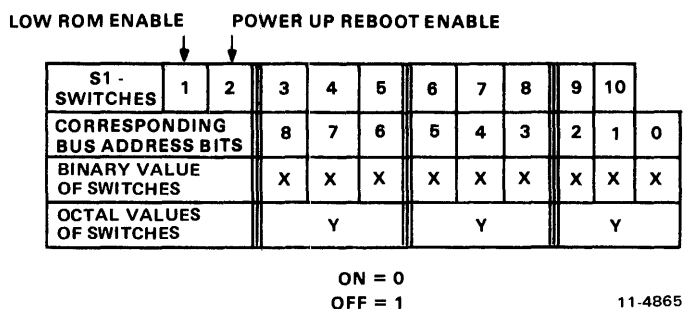 LOW ROM ENABLE POWER UP REBOOT ENABLE
S1 - SWITCHES 1 2 3 4 5 6 7 8 9 10
CORRESPONDING BUS ADDRESS BITS 8 7 6 5 4 3 2 1 0
BINARY VALUE OF SWITCHES X X X X X X X X X
OCTAL VALUES OF SWITCHES Y Y Y
ON = 0
OFF = 1
11-4865